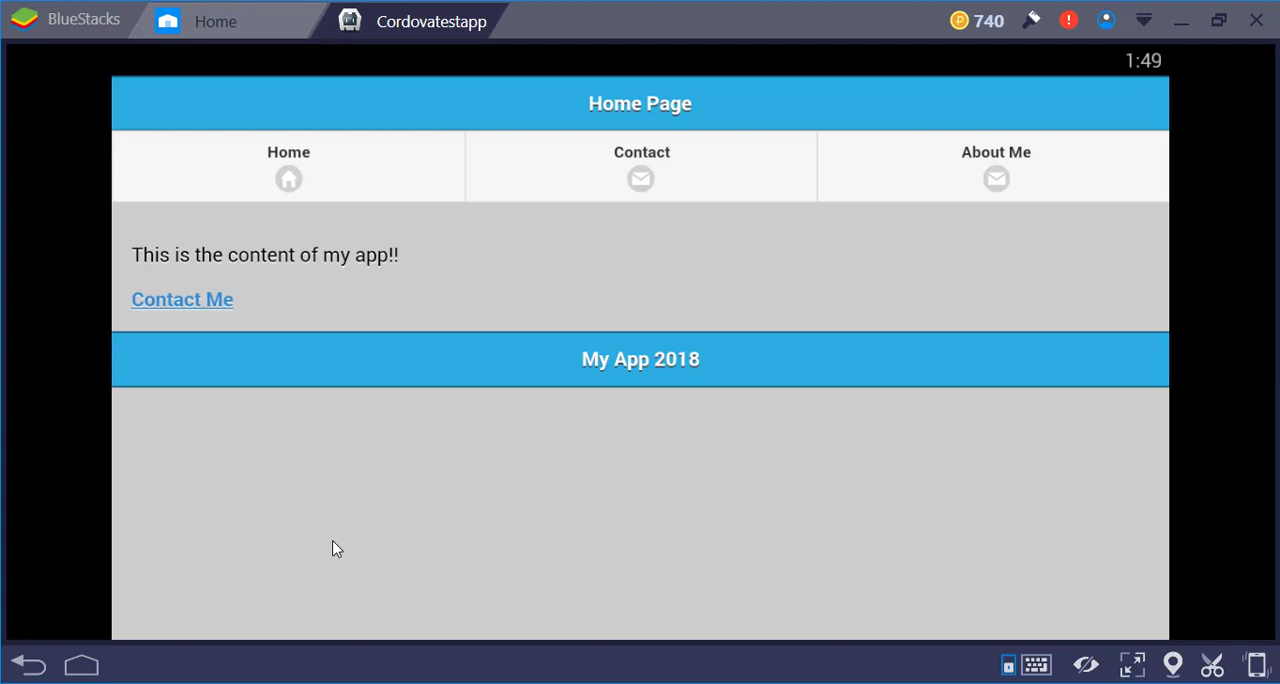 BlueStacks Home Cordovatestapp 740
1:49
Home Page
Home Contact About Me
This is the content of my app!!
Contact Me
My App 2018